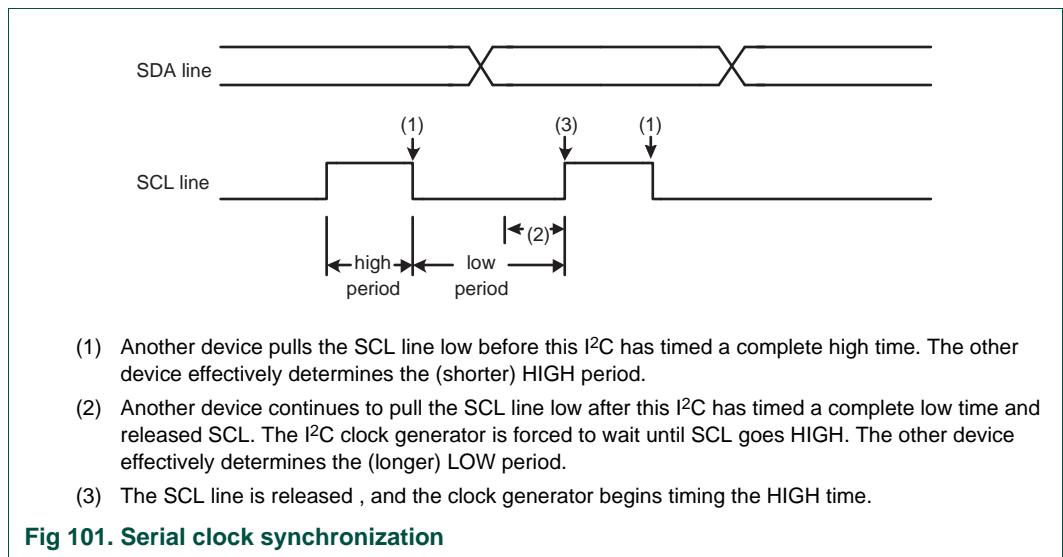 SDA line
(1)
(3)
(1)
SCL line
(2)
high
period
low
period
(1) Another device pulls the SCL line low before this I²C has timed a complete high time. The other
device effectively determines the (shorter) HIGH period.
(2) Another device continues to pull the SCL line low after this I²C has timed a complete low time and
released SCL. The I²C clock generator is forced to wait until SCL goes HIGH. The other device
effectively determines the (longer) LOW period.
(3) The SCL line is released , and the clock generator begins timing the HIGH time.
Fig 101. Serial clock synchronization